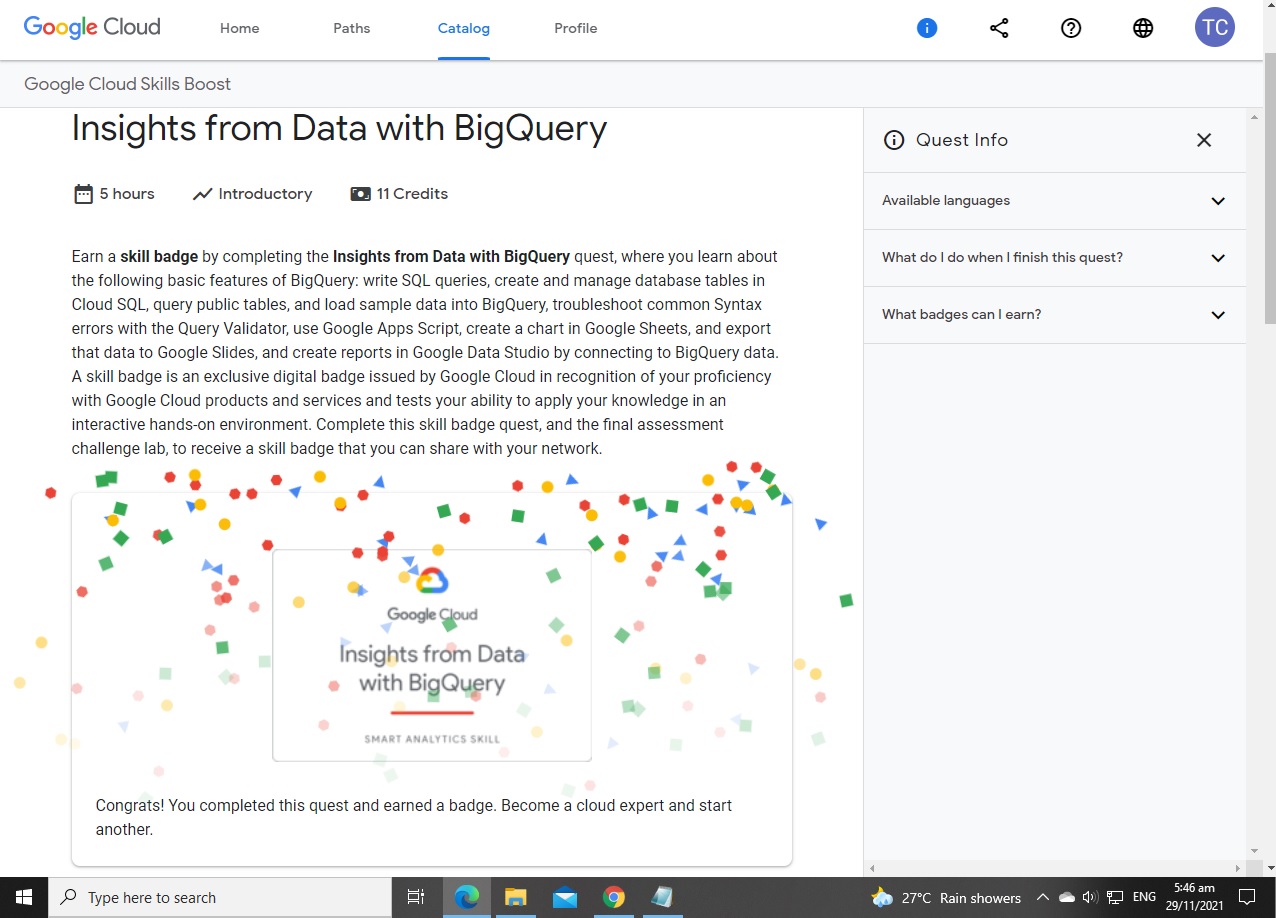 Google Cloud
Home
Paths
Catalog
Profile
TC
Google Cloud Skills Boost
Insights from Data with BigQuery
5 hours
Introductory
11 Credits
Earn a skill badge by completing the Insights from Data with BigQuery quest, where you learn about
the following basic features of BigQuery: write SQL queries, create and manage database tables in
Cloud SQL, query public tables, and load sample data into BigQuery, troubleshoot common Syntax
errors with the Query Validator, use Google Apps Script, create a chart in Google Sheets, and export
that data to Google Slides, and create reports in Google Data Studio by connecting to BigQuery data.
A skill badge is an exclusive digital badge issued by Google Cloud in recognition of your proficiency
with Google Cloud products and services and tests your ability to apply your knowledge in an
interactive hands-on environment. Complete this skill badge quest, and the final assessment
challenge lab, to receive a skill badge that you can share with your network.
Google Cloud
Insights from Data
with BigQuery
SMART ANALYTICS SKILL
Congrats! You completed this quest and earned a badge. Become a cloud expert and start
another.
Quest Info
Available languages
What do I do when I finish this quest?
What badges can I earn?
Type here to search
27°C Rain showers
ENG
5:46 am
29/11/2021